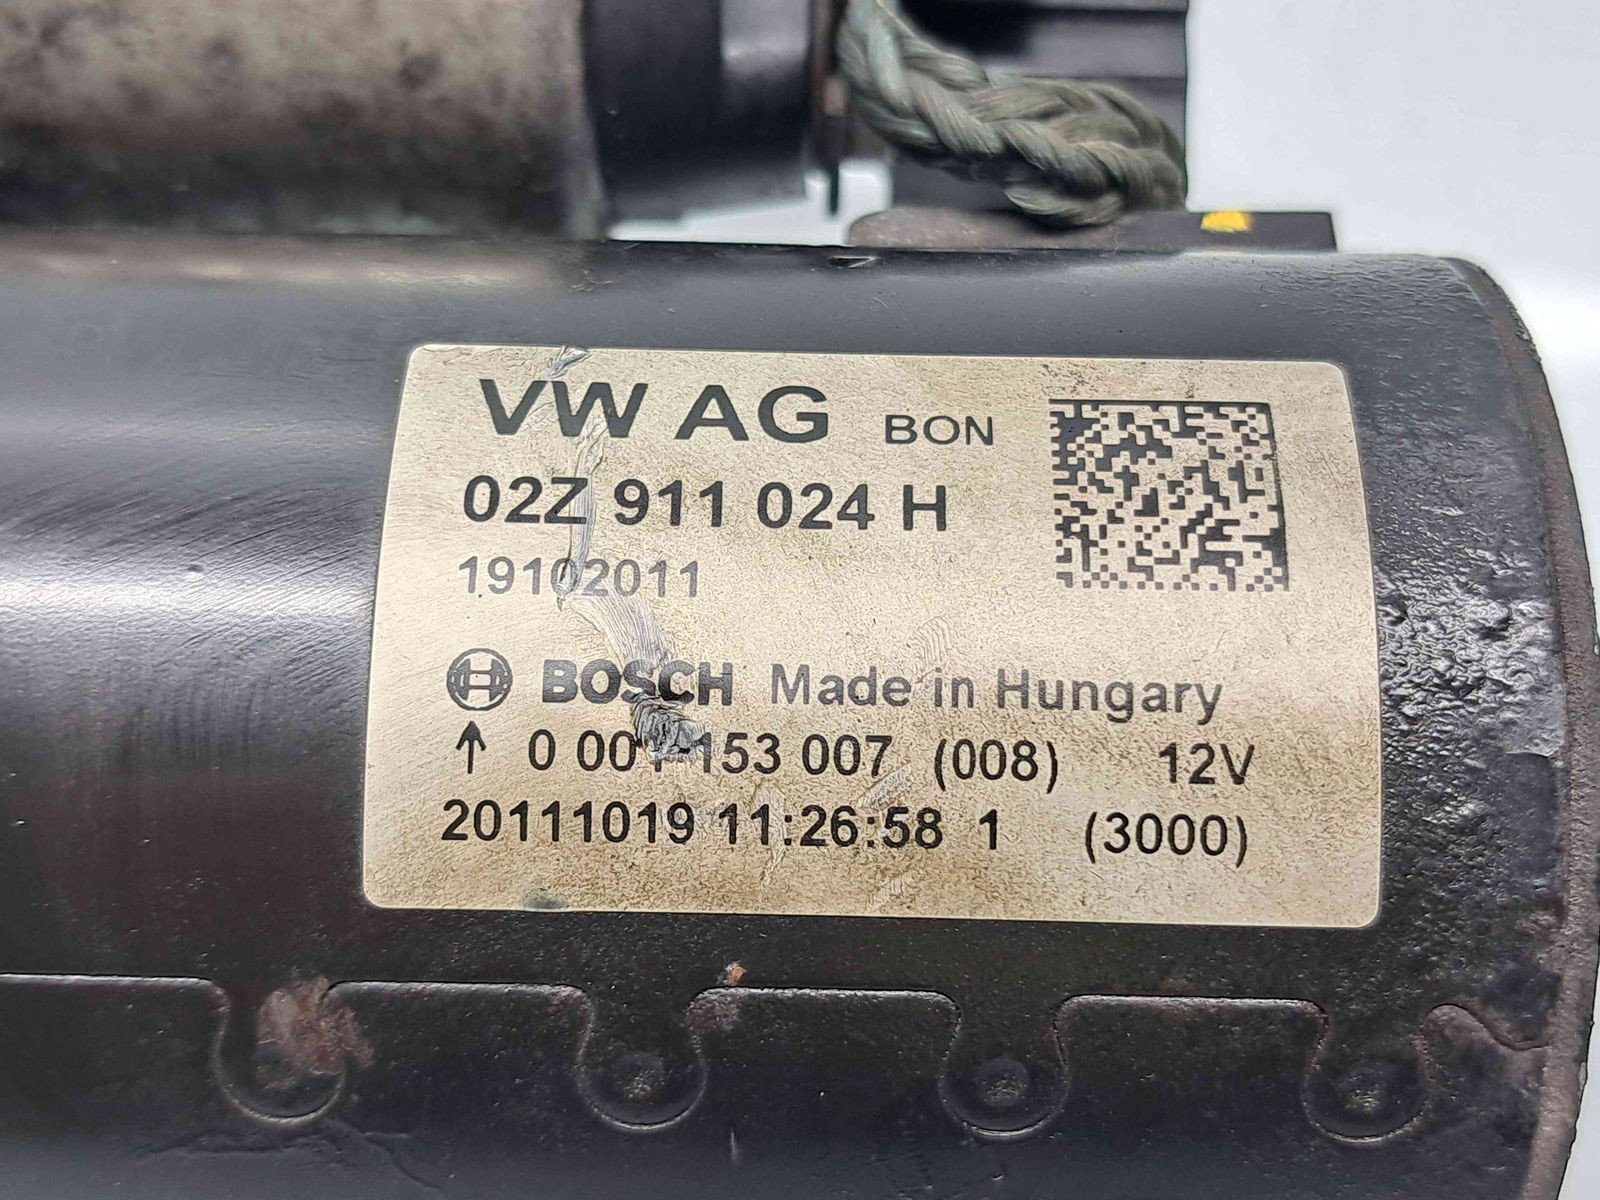 VW AG BON
02Z 911 024 H
19102011
BOSCH Made in Hungary
↑ 0 001 153 007 (008) 12V
20111019 11:26:58 1 (3000)